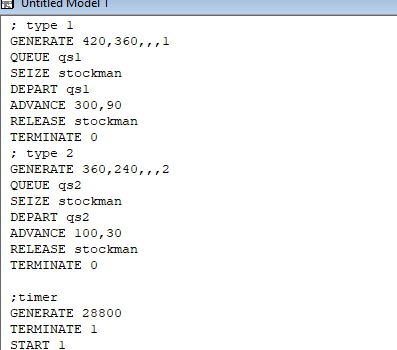 Untitled Model 1
; type 1
GENERATE 420,360,,,1
QUEUE qs1
SEIZE stockman
DEPART qs1
ADVANCE 300,90
RELEASE stockman
TERMINATE 0
; type 2
GENERATE 360,240,,,2
QUEUE qs2
SEIZE stockman
DEPART qs2
ADVANCE 100,30
RELEASE stockman
TERMINATE 0
;timer
GENERATE 28800
TERMINATE 1
START 1